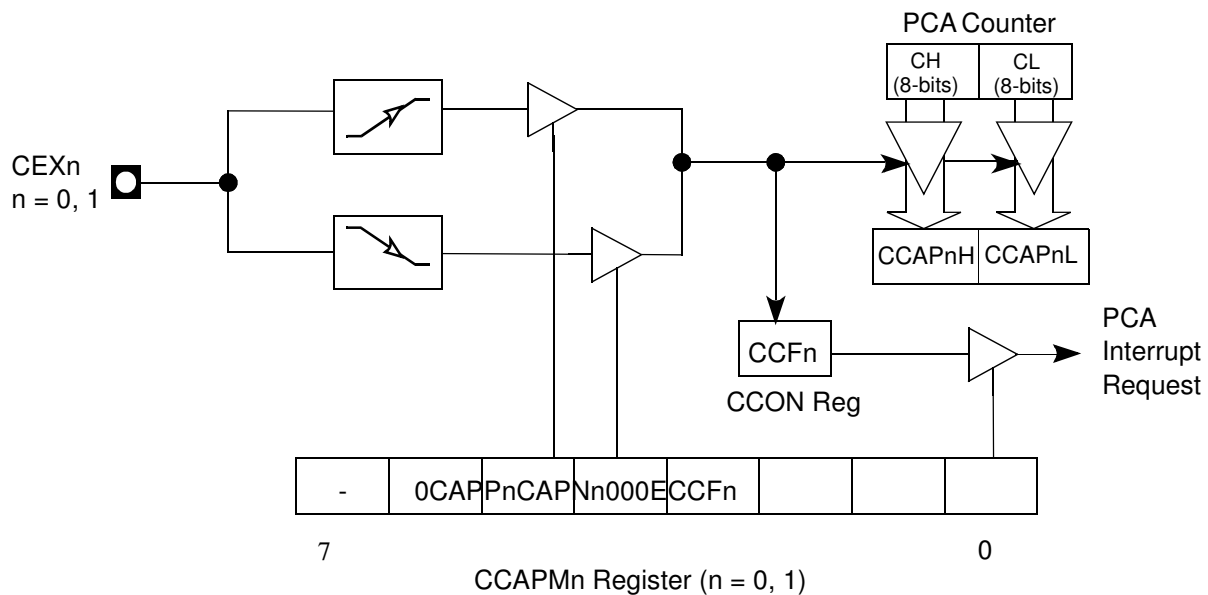 PCA Counter
CH
(8-bits)
CL
(8-bits)
CEXn
n = 0, 1
CCAPnH
CCAPnL
CCFn
CCON Reg
PCA
Interrupt
Request
- 0CAPPnCAPNn000ECCFn
7 0
CCAPMn Register (n = 0, 1)